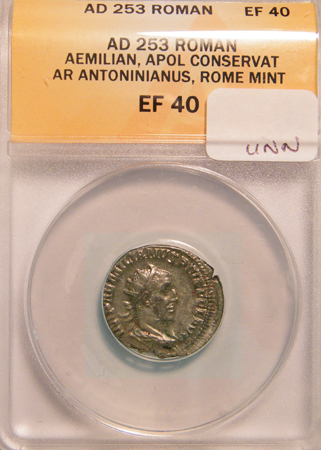 AD 253 ROMAN EF 40
AD 253 ROMAN
AEMILIAN, APOL CONSERVAT
AR ANTONINIANUS, ROME MINT
EF 40
UNN